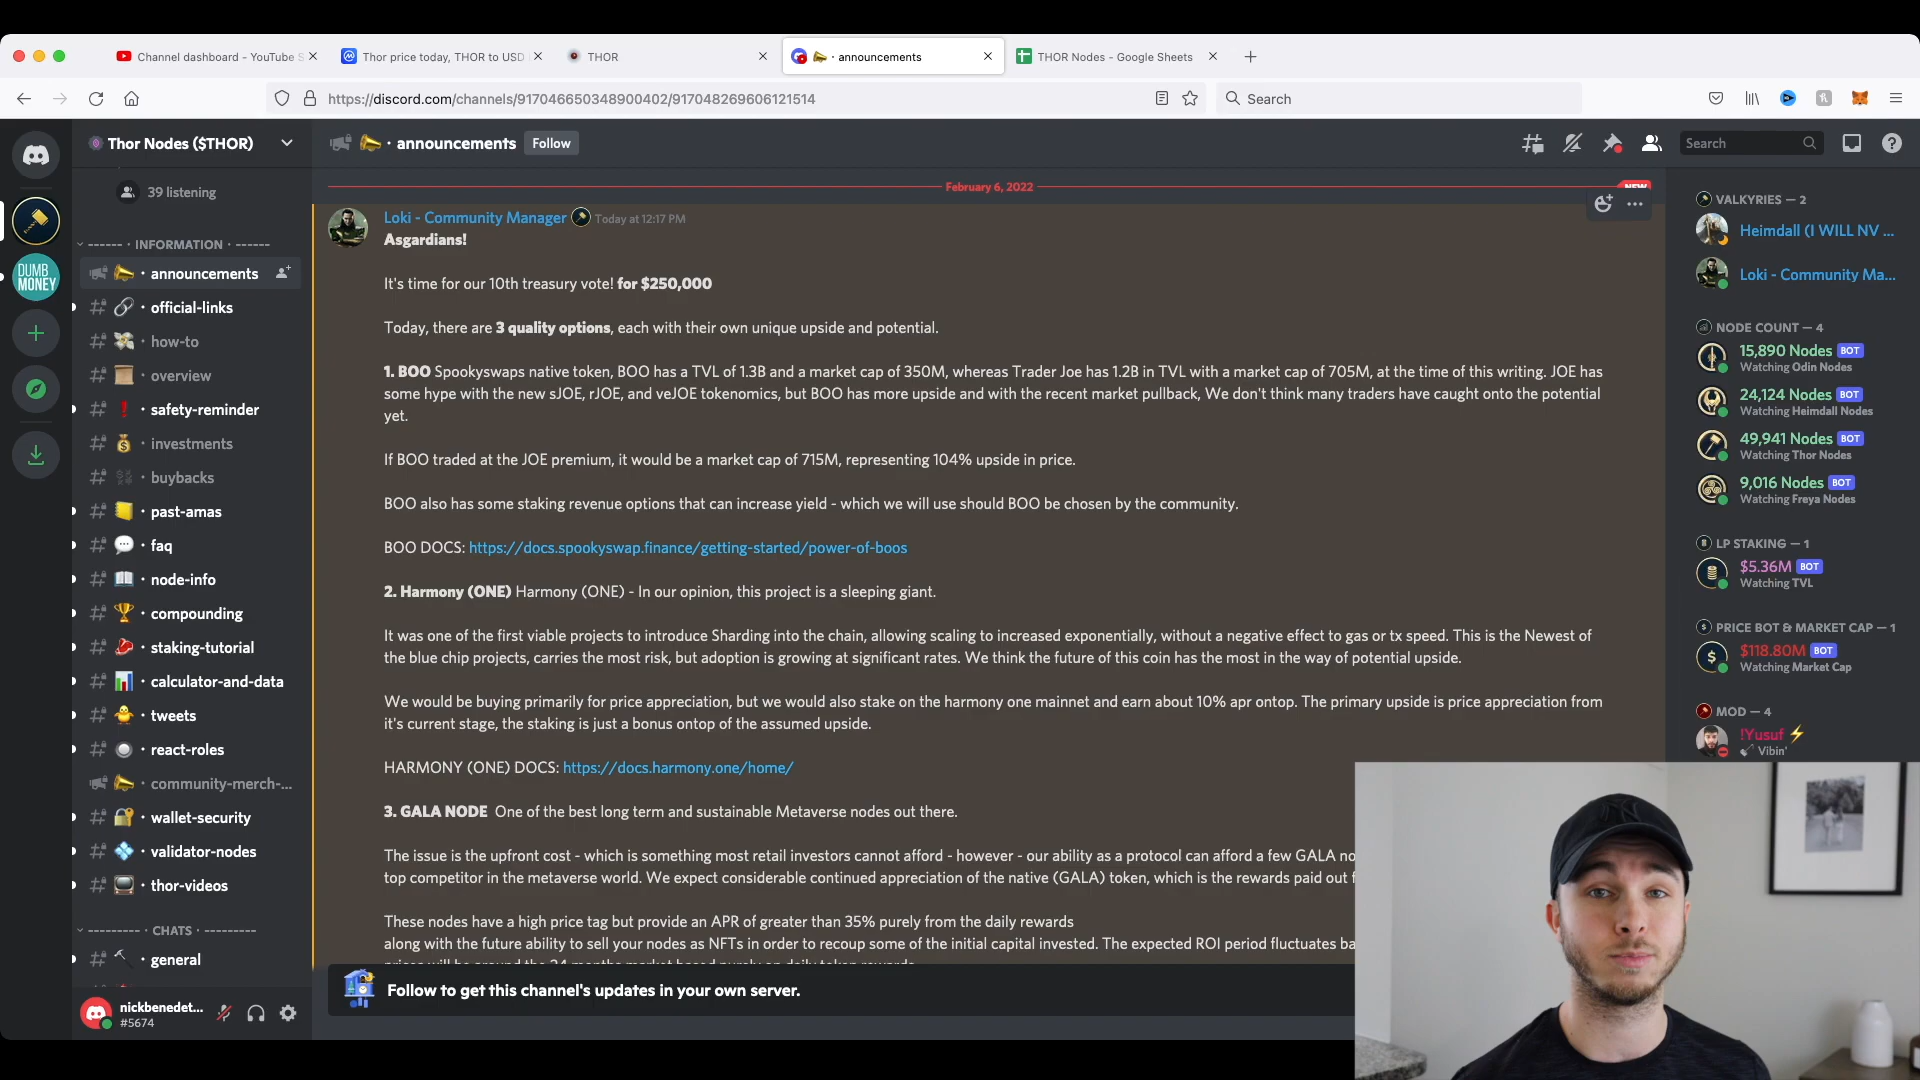 Channel dashboard - YouTube S
Thor price today, THOR to USD
THOR
· announcements
THOR Nodes - Google Sheets
https://discord.com/channels/917046650348900402/917048269606121514
Search
Thor Nodes ($THOR)
39 listening
------ · INFORMATION · ------
· announcements
· official-links
· how-to
· overview
· safety-reminder
· investments
· buybacks
· past-amas
· faq
· node-info
· compounding
· staking-tutorial
· calculator-and-data
· tweets
· react-roles
· community-merch-...
· wallet-security
· validator-nodes
· thor-videos
--------- · CHATS · ---------
· general
nickbenedet...
#5674
DUMB
MONEY
· announcements
Follow
Search
February 6, 2022
NEW
Loki - Community Manager Today at 12:17 PM
Asgardians!
It's time for our 10th treasury vote! for $250,000
Today, there are 3 quality options, each with their own unique upside and potential.
1. BOO Spookyswaps native token, BOO has a TVL of 1.3B and a market cap of 350M, whereas Trader Joe has 1.2B in TVL with a market cap of 705M, at the time of this writing. JOE has
some hype with the new sJOE, rJOE, and veJOE tokenomics, but BOO has more upside and with the recent market pullback, We don't think many traders have caught onto the potential
yet.
If BOO traded at the JOE premium, it would be a market cap of 715M, representing 104% upside in price.
BOO also has some staking revenue options that can increase yield - which we will use should BOO be chosen by the community.
BOO DOCS: https://docs.spookyswap.finance/getting-started/power-of-boos
2. Harmony (ONE) Harmony (ONE) - In our opinion, this project is a sleeping giant.
It was one of the first viable projects to introduce Sharding into the chain, allowing scaling to increased exponentially, without a negative effect to gas or tx speed. This is the Newest of
the blue chip projects, carries the most risk, but adoption is growing at significant rates. We think the future of this coin has the most in the way of potential upside.
We would be buying primarily for price appreciation, but we would also stake on the harmony one mainnet and earn about 10% apr ontop. The primary upside is price appreciation from
it's current stage, the staking is just a bonus ontop of the assumed upside.
HARMONY (ONE) DOCS: https://docs.harmony.one/home/
3. GALA NODE One of the best long term and sustainable Metaverse nodes out there.
The issue is the upfront cost - which is something most retail investors cannot afford - however - our ability as a protocol can afford a few GALA no
top competitor in the metaverse world. We expect considerable continued appreciation of the native (GALA) token, which is the rewards paid out f
These nodes have a high price tag but provide an APR of greater than 35% purely from the daily rewards
along with the future ability to sell your nodes as NFTs in order to recoup some of the initial capital invested. The expected ROI period fluctuates ba
Follow to get this channel's updates in your own server.
VALKYRIES — 2
Heimdall (I WILL NV ...
Loki - Community Ma...
NODE COUNT — 4
15,890 Nodes BOT
Watching Odin Nodes
24,124 Nodes BOT
Watching Heimdall Nodes
49,941 Nodes BOT
Watching Thor Nodes
9,016 Nodes BOT
Watching Freya Nodes
LP STAKING — 1
$5.36M BOT
Watching TVL
PRICE BOT & MARKET CAP — 1
$118.80M BOT
Watching Market Cap
MOD — 4
!Yusuf
Vibin'